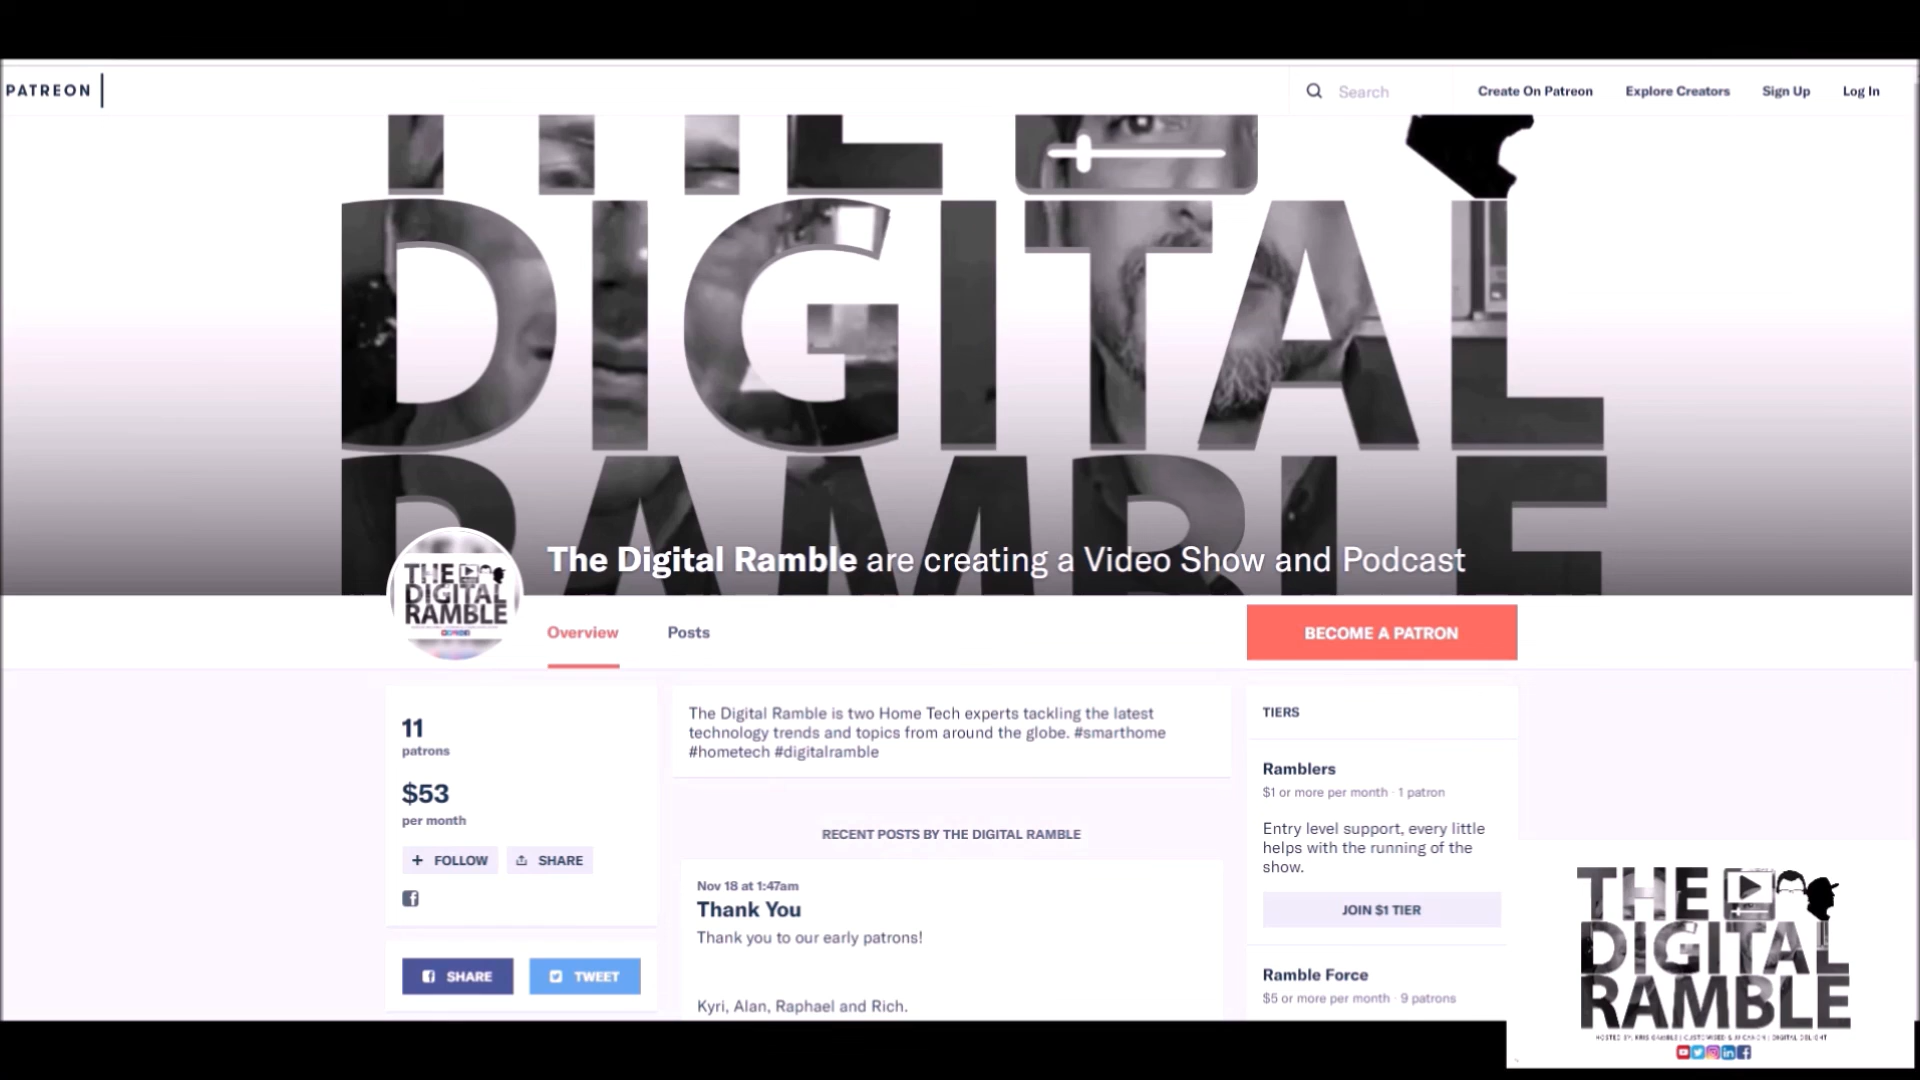 PATREON
Search
Create On Patreon
Explore Creators
Sign Up
Log In
THE
DIGITAL
RAMBLE
The Digital Ramble are creating a Video Show and Podcast
THE
DIGITAL
RAMBLE
Overview
Posts
BECOME A PATRON
11
patrons
$53
per month
+ FOLLOW
SHARE
SHARE
TWEET
The Digital Ramble is two Home Tech experts tackling the latest
technology trends and topics from around the globe. #smarthome
#hometech #digitalramble
RECENT POSTS BY THE DIGITAL RAMBLE
Nov 18 at 1:47am
Thank You
Thank you to our early patrons!
Kyri, Alan, Raphael and Rich.
TIERS
Ramblers
$1 or more per month · 1 patron
Entry level support, every little
helps with the running of the
show.
JOIN $1 TIER
Ramble Force
$5 or more per month · 9 patrons
THE
DIGITAL
RAMBLE
HOSTED BY